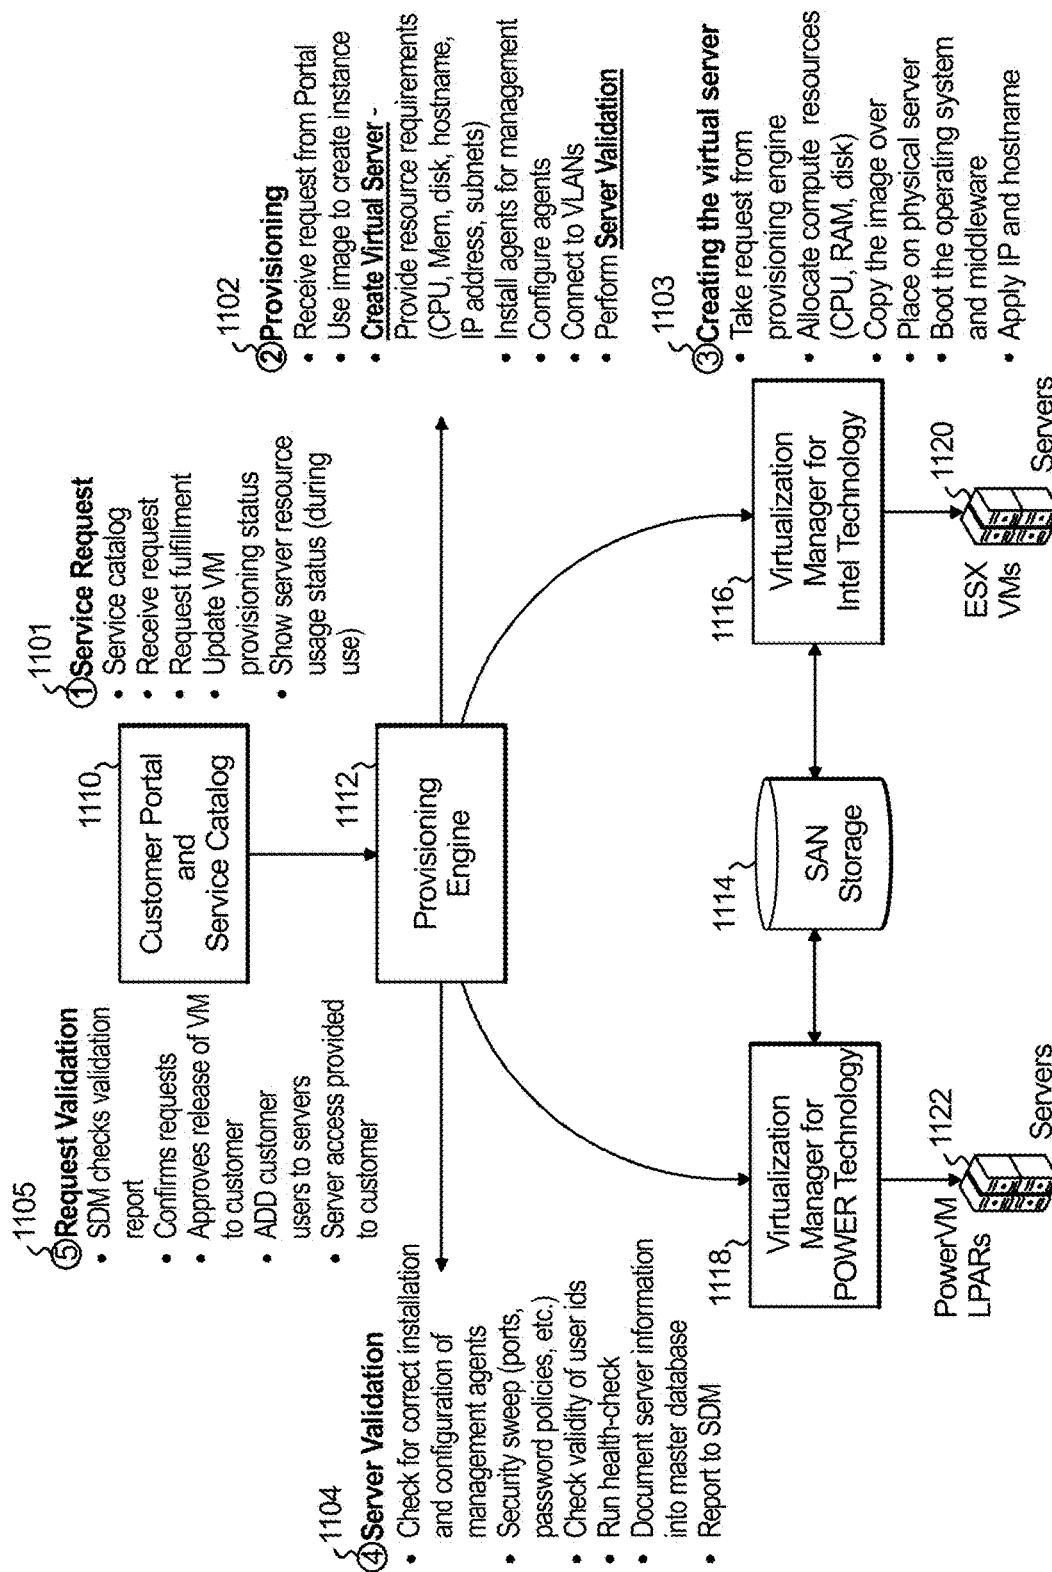 1105
⑤Request Validation
• SDM checks validation
report
• Confirms requests
• Approves release of VM
to customer
• ADD customer
users to servers
• Server access provided
to customer
1110
Customer Portal
and
Service Catalog
1101
①Service Request
• Service catalog
• Receive request
• Request fulfillment
• Update VM
provisioning status
• Show server resource
usage status (during
use)
1102
②Provisioning
• Receive request from Portal
• Use image to create instance
• Create Virtual Server -
Provide resource requirements
(CPU, Mem, disk, hostname,
IP address, subnets)
• Install agents for management
• Configure agents
• Connect to VLANs
• Perform Server Validation
1112
Provisioning
Engine
1104
④Server Validation
• Check for correct installation
and configuration of
management agents
• Security sweep (ports,
password policies, etc.)
• Check validity of user ids
• Run health-check
• Document server information
into master database
• Report to SDM
1118
Virtualization
Manager for
POWER Technology
1114
SAN
Storage
1116
Virtualization
Manager for
Intel Technology
1103
③Creating the virtual server
• Take request from
provisioning engine
• Allocate compute resources
(CPU, RAM, disk)
• Copy the image over
• Place on physical server
• Boot the operating system
and middleware
• Apply IP and hostname
PowerVM
LPARs
1122
Servers
ESX
VMs
1120
Servers